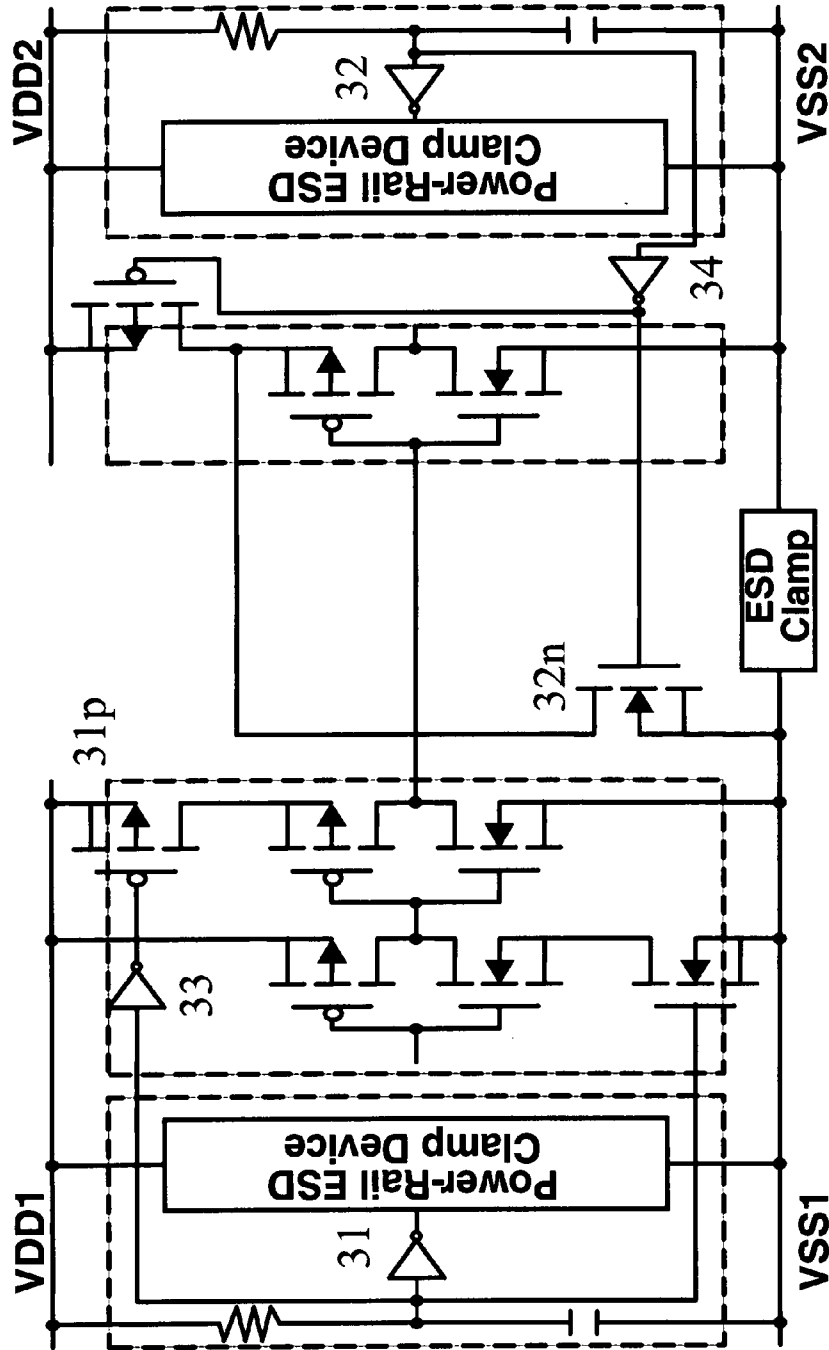 VDD1
VDD2
31p
33
31
Power-Rail ESD
Clamp Device
32
Power-Rail ESD
Clamp Device
34
32n
ESD
Clamp
VSS1
VSS2